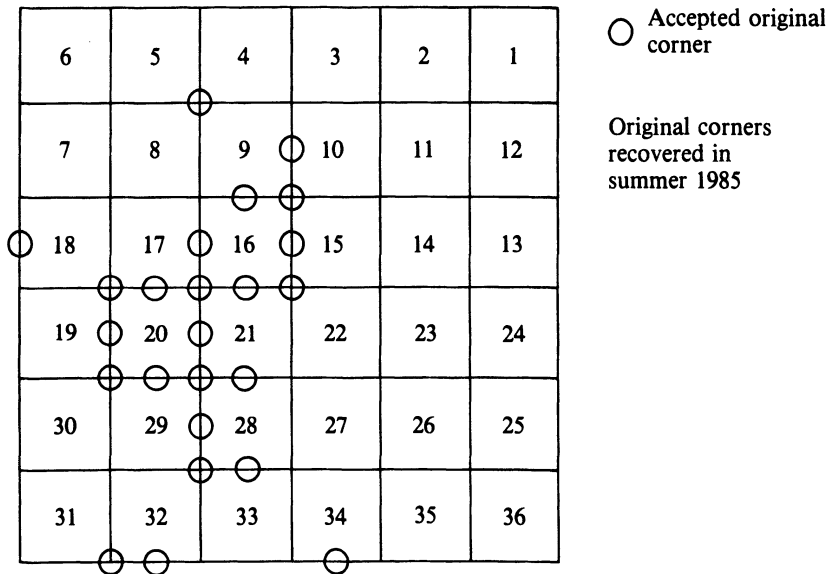 6 5 4 3 2 1
7 8 9 10 11 12
18 17 16 15 14 13
19 20 21 22 23 24
30 29 28 27 26 25
31 32 33 34 35 36
Accepted original
corner
Original corners
recovered in
summer 1985